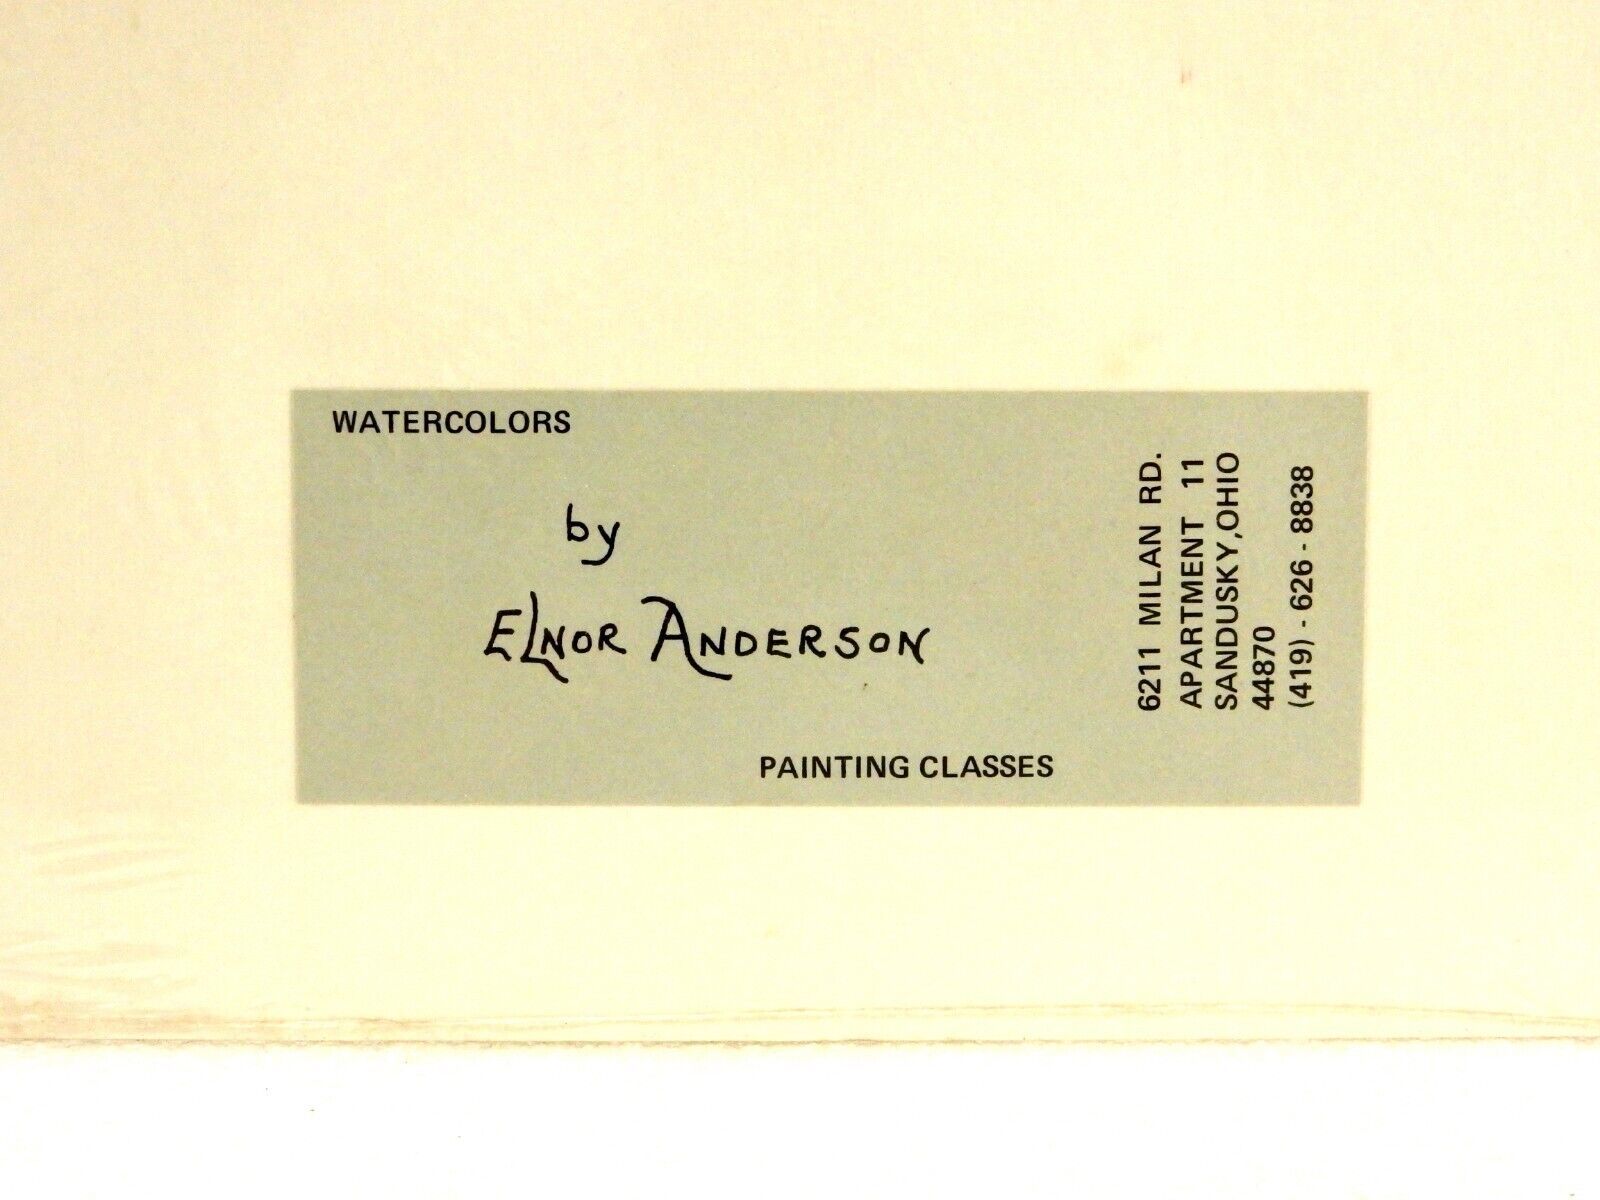 WATERCOLORS
by
ELNOR ANDERSON
PAINTING CLASSES
6211 MILAN RD.
APARTMENT 11
SANDUSKY,OHIO
44870
(419) - 626 - 8838